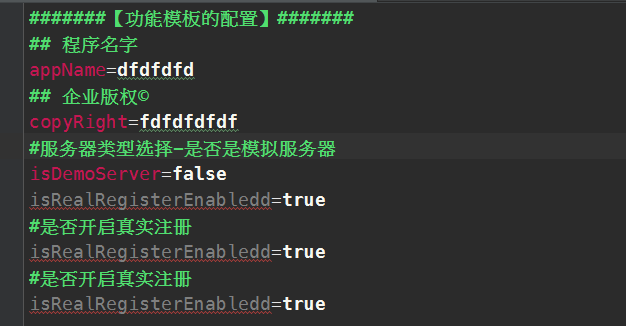 #######【功能模板的配置】#######
## 程序名字
appName=dfdfdfd
## 企业版权©
copyRight=fdfdfdfdf
#服务器类型选择-是否是模拟服务器
isDemoServer=false
isRealRegisterEnabledd=true
#是否开启真实注册
isRealRegisterEnabledd=true
#是否开启真实注册
isRealRegisterEnabledd=true